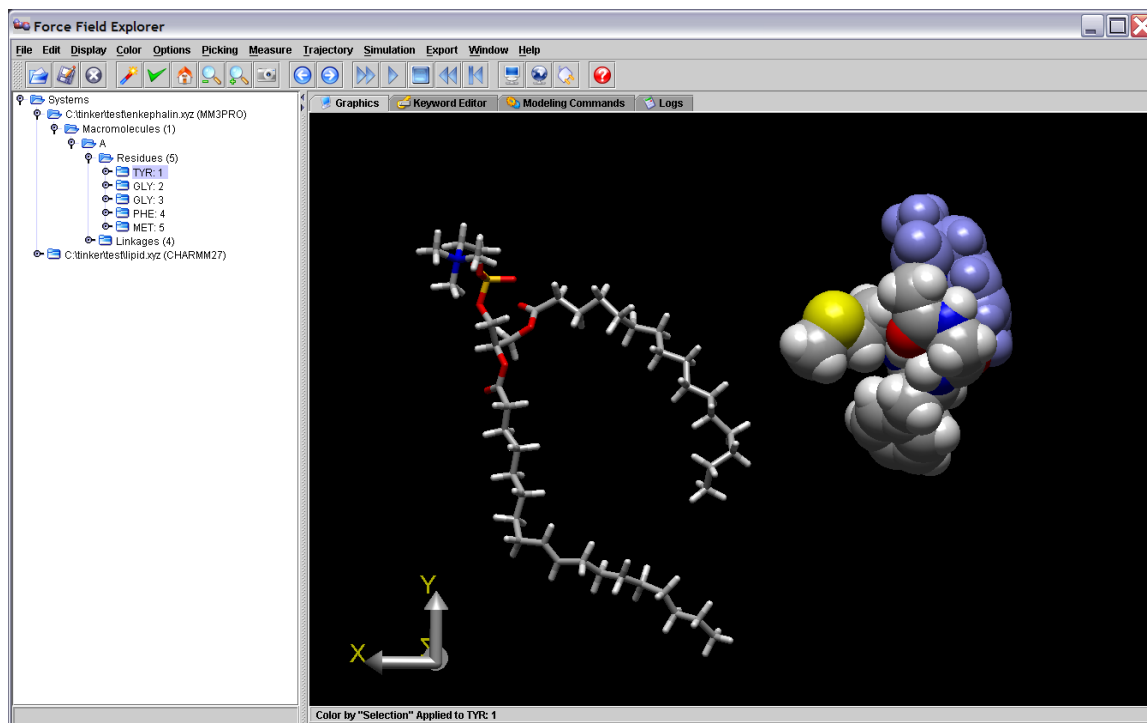 Force Field Explorer
File Edit Display Color Options Picking Measure Trajectory Simulation Export Window Help
Systems
C:\tinker\test\enkephalin.xyz (MM3PRO)
Macromolecules (1)
A
Residues (5)
TYR: 1
GLY: 2
GLY: 3
PHE: 4
MET: 5
Linkages (4)
C:\tinker\test\lipid.xyz (CHARMM27)
Graphics Keyword Editor Modeling Commands Logs
Y
X Z
Color by "Selection" Applied to TYR: 1